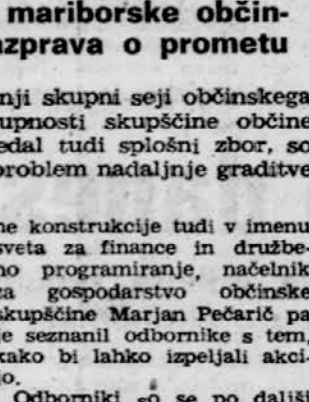 mariborske občin-
azprava o prometu
nji skupni seji občinskega
upnosti skupščine občine
edal tudi splošni zbor, so
problem nadaljnje graditve
ne konstrukcije tudi v imenu
sveta za finance in družbe-
no programiranje, načelnik
za gospodarstvo občinske
skupščine Marjan Pečarič pa
je seznanil odbornike s tem,
kako bi lahko izpeljali akci-
jo.
Odborniki so se po daljši